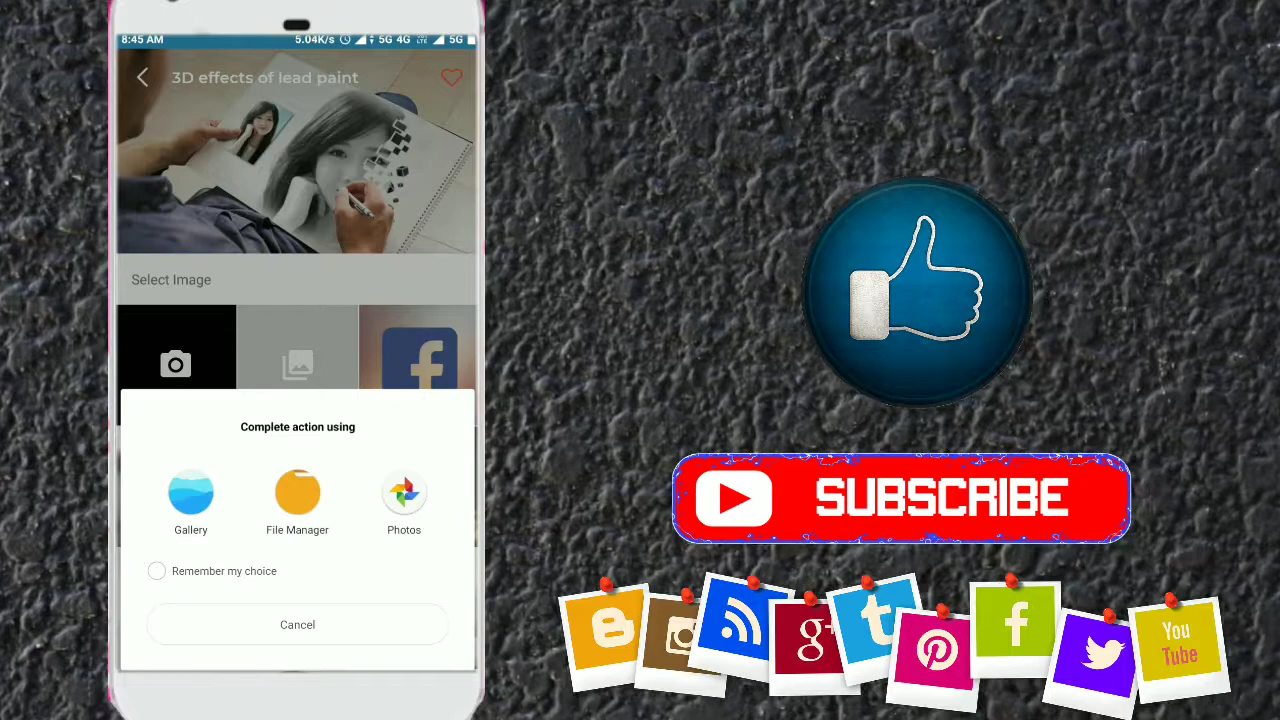 8:45 AM 5.04K/s 5G 4G 5G
3D effects of lead paint
Select Image
Complete action using
Gallery File Manager Photos
Remember my choice
Cancel
SUBSCRIBE
g+
You
Tube